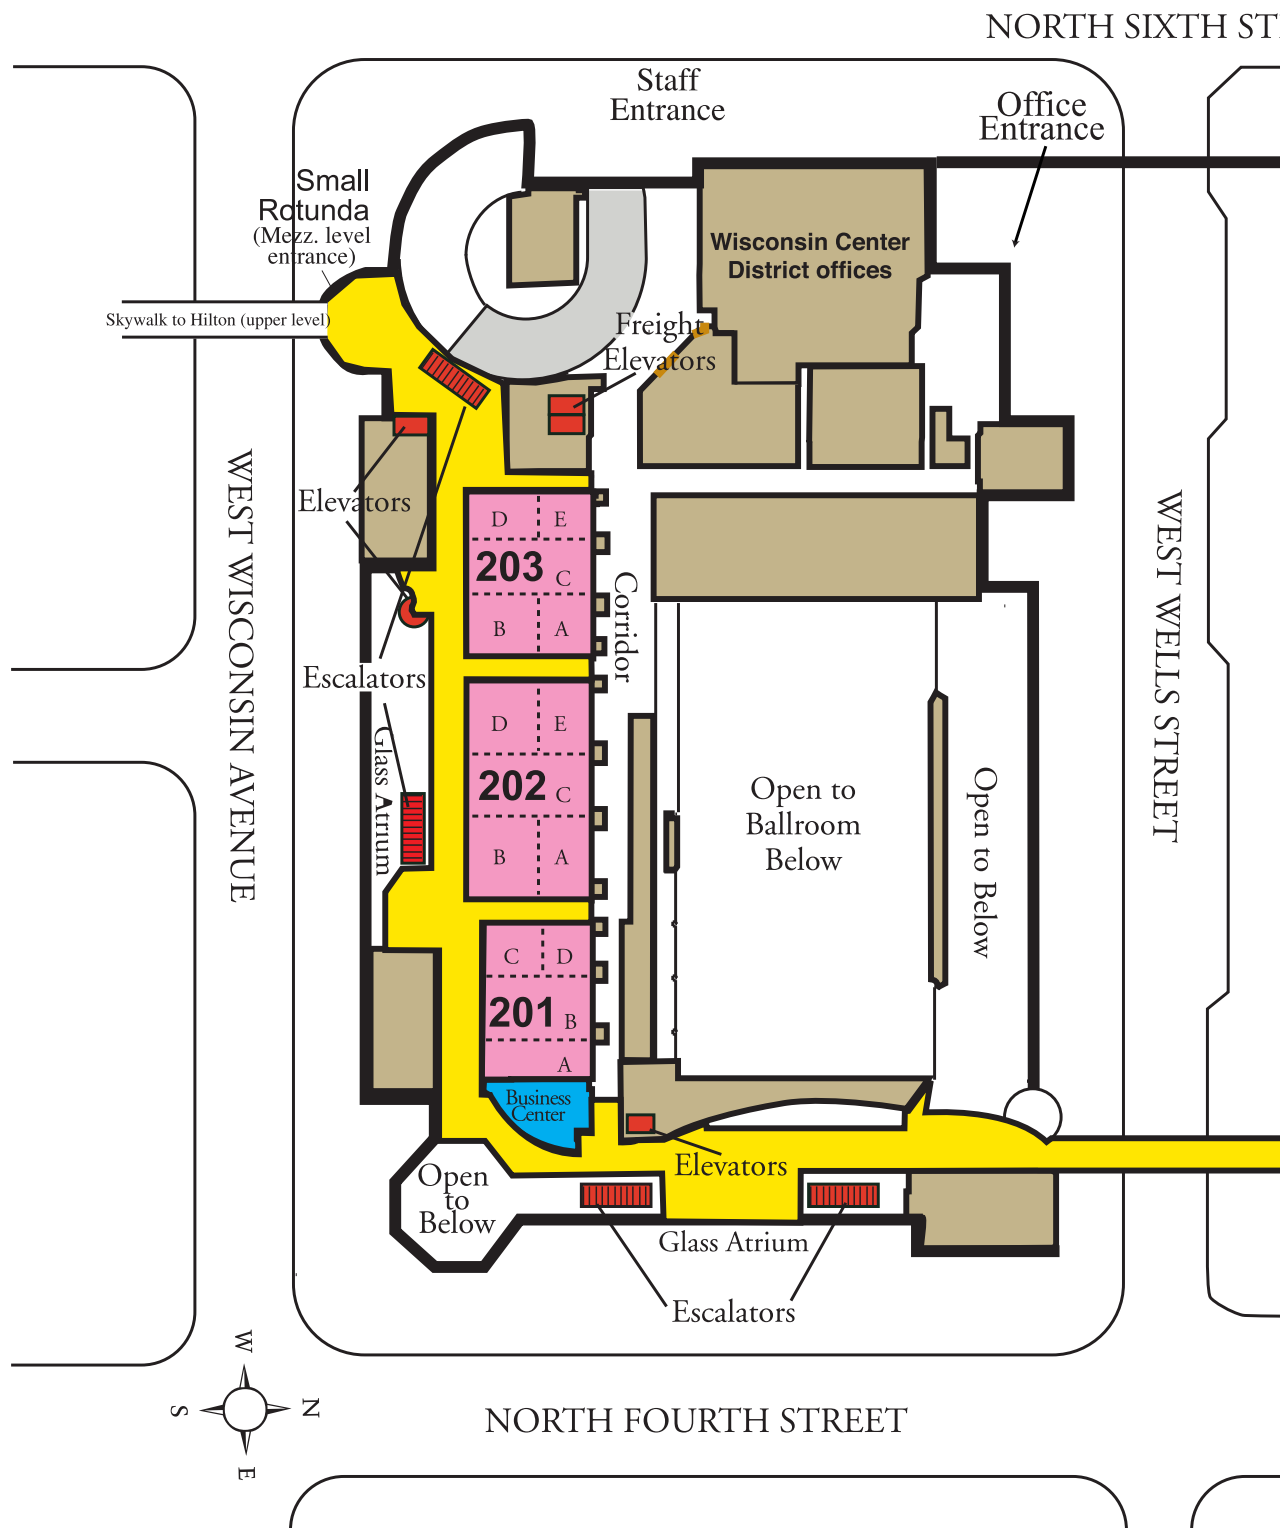 NORTH SIXTH ST
Staff
Entrance
Office
Entrance
Small
Rotunda
(Mezz. level
entrance)
Wisconsin Center
District offices
Skywalk to Hilton (upper level)
Freight
Elevators
Elevators
D
E
203
C
B
A
Corridor
WEST WISCONSIN AVENUE
WEST WELLS STREET
Escalators
Glass Atrium
D
E
202
C
B
A
Open to
Ballroom
Below
Open to Below
C
D
201
B
A
Business
Center
Elevators
Open
to
Below
Glass Atrium
Escalators
W
S
N
E
NORTH FOURTH STREET